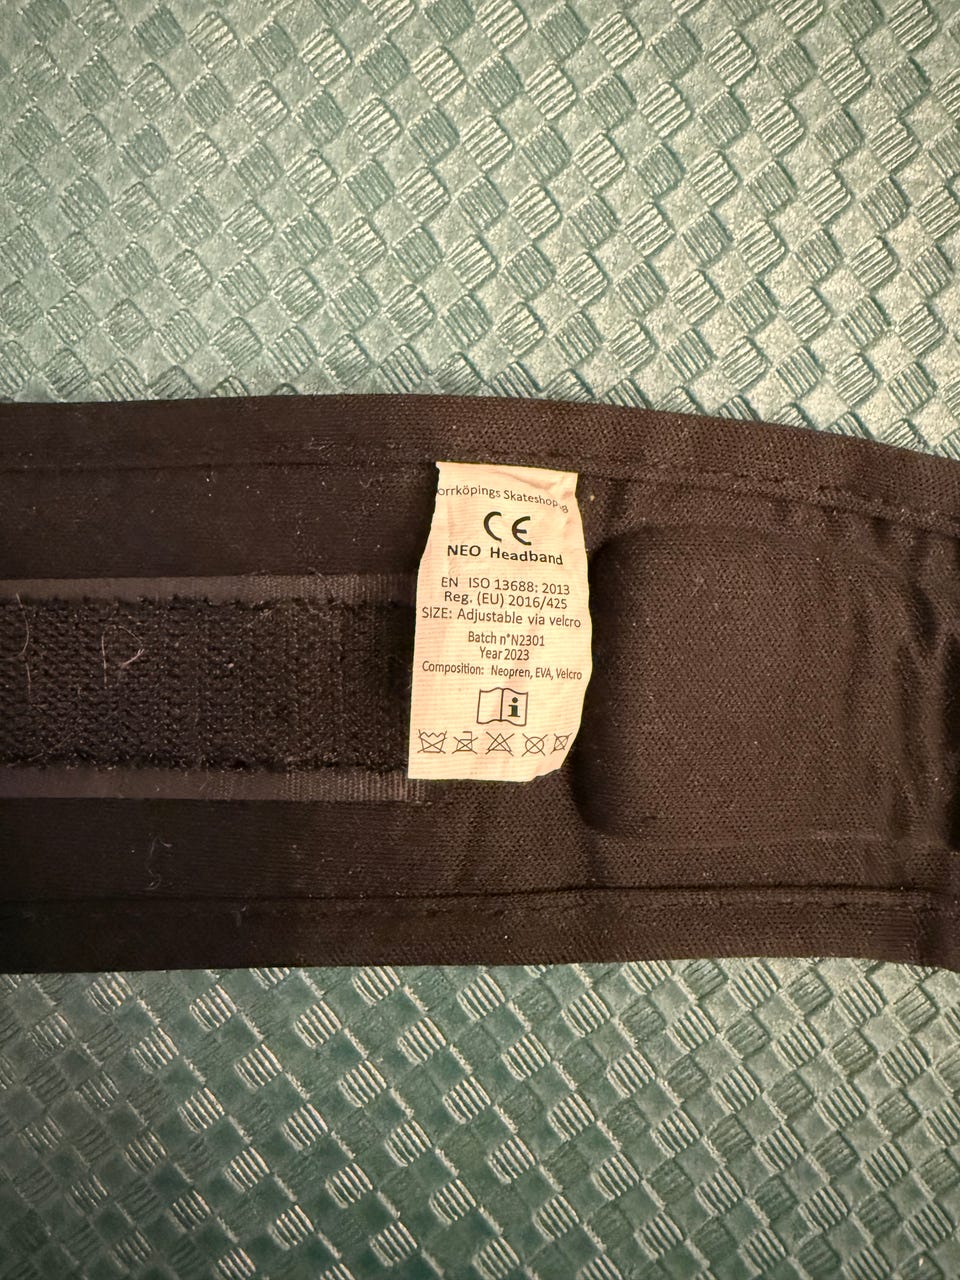 orrköpings Skateshop
CE
NEO Headband
EN ISO 13688: 2013
Reg. (EU) 2016/425
SIZE: Adjustable via velcro
Batch n°N2301
Year 2023
Composition: Neopren, EVA, Velcro
i